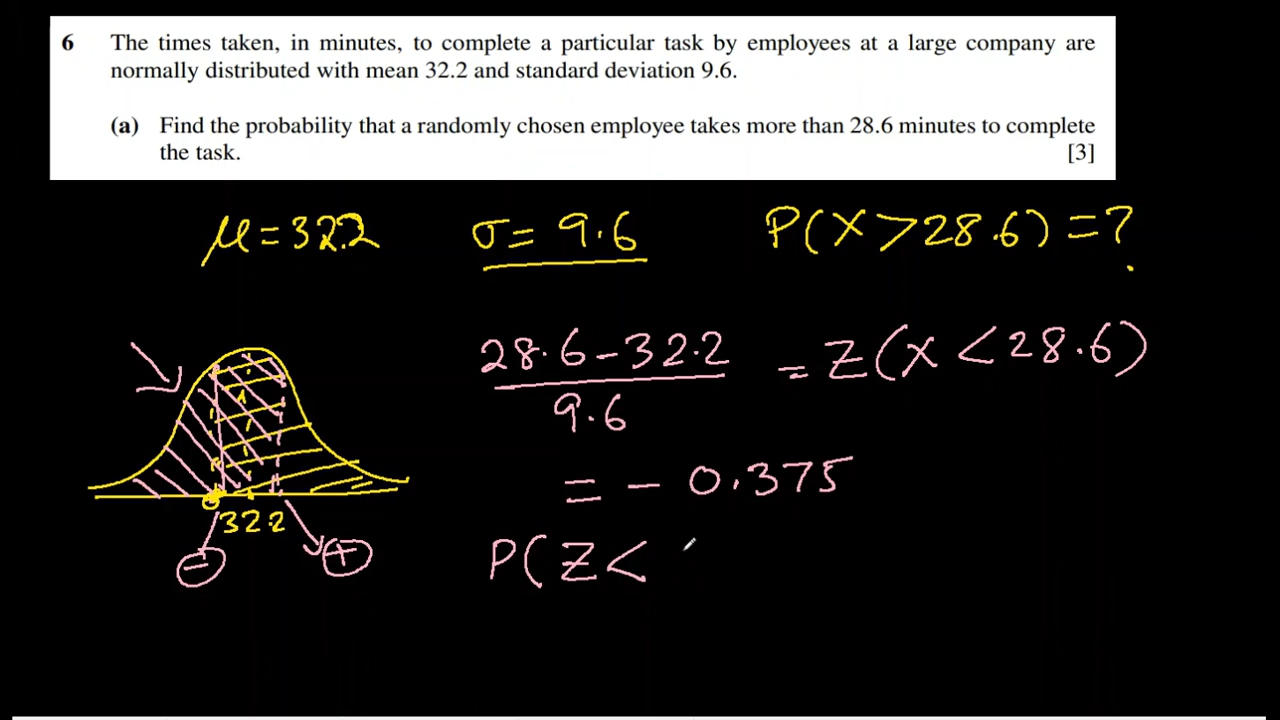 6 The times taken, in minutes, to complete a particular task by employees at a large company are
normally distributed with mean 32.2 and standard deviation 9.6.
(a) Find the probability that a randomly chosen employee takes more than 28.6 minutes to complete
the task. [3]
μ = 32.2 σ = 9.6 P(X > 28.6) = ?
28.6 - 32.2
9.6
= Z(X < 28.6)
= - 0.375
32.2
- +
P(Z <